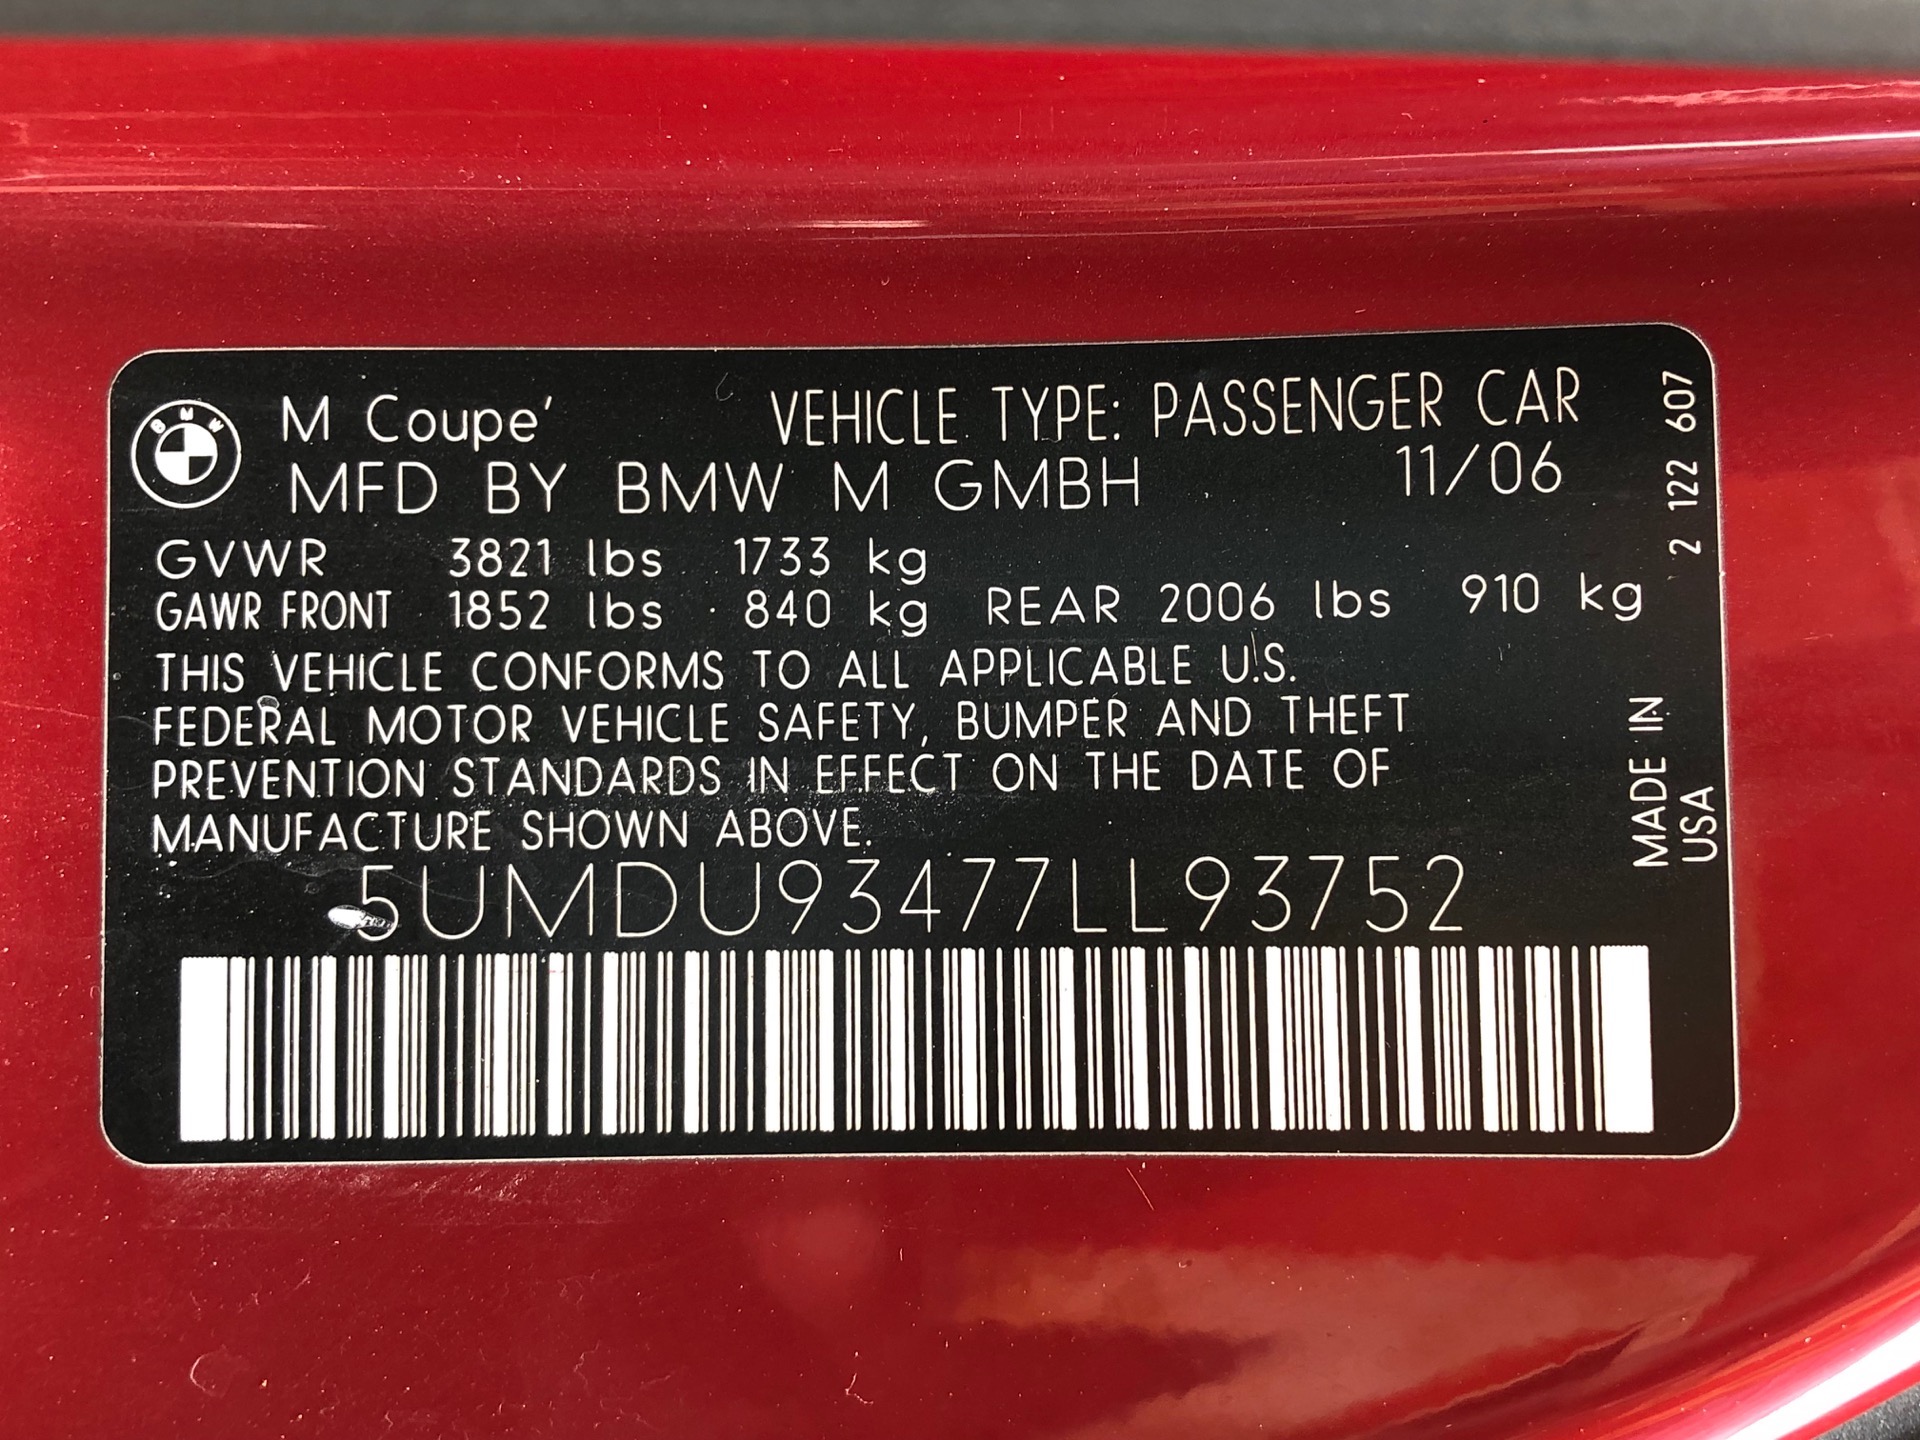 BMW
M Coupe' VEHICLE TYPE: PASSENGER CAR
MFD BY BMW M GMBH 11/06
GVWR 3821 lbs 1733 kg
GAWR FRONT 1852 lbs 840 kg REAR 2006 lbs 910 kg
THIS VEHICLE CONFORMS TO ALL APPLICABLE U.S.
FEDERAL MOTOR VEHICLE SAFETY, BUMPER AND THEFT
PREVENTION STANDARDS IN EFFECT ON THE DATE OF
MANUFACTURE SHOWN ABOVE.
5UMDU93477LL93752
2 122 607
MADE IN
USA